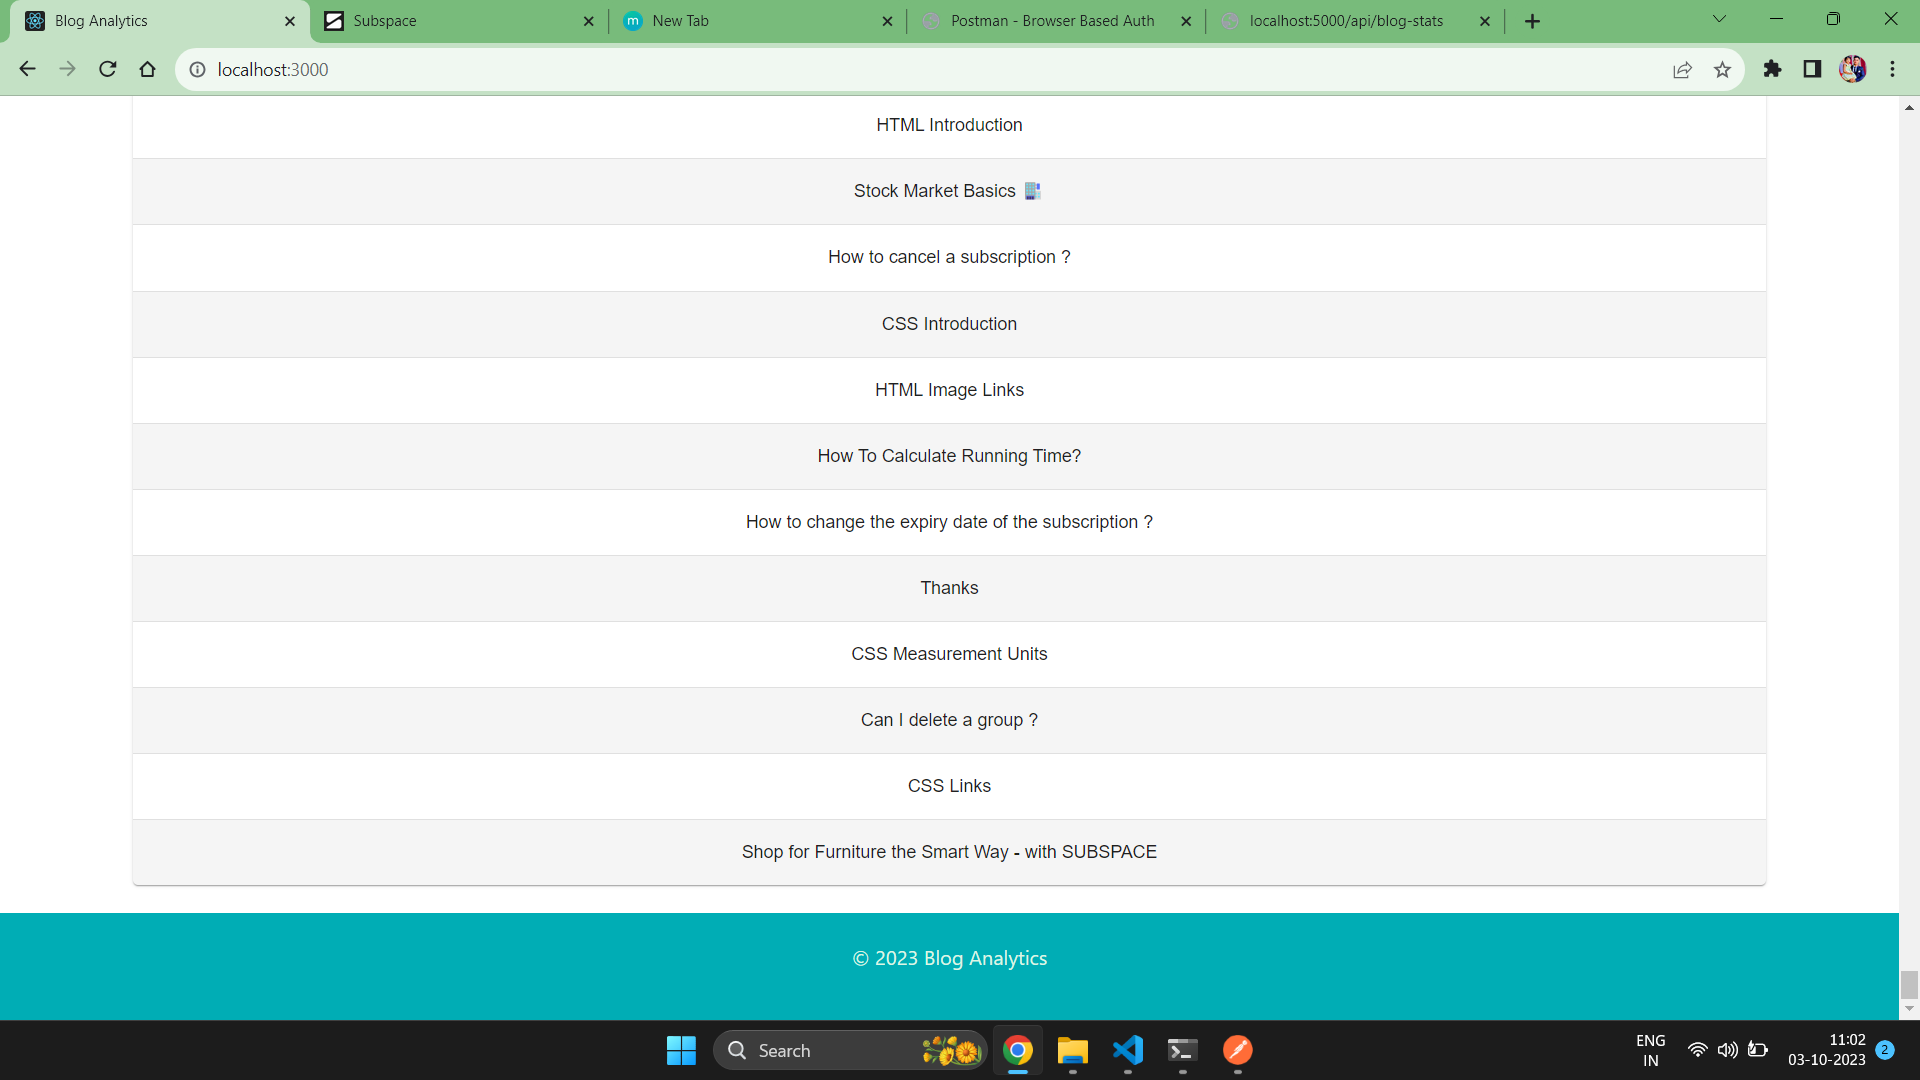 Blog Analytics
Subspace
New Tab
Postman - Browser Based Auth
localhost:5000/api/blog-stats
localhost:3000
HTML Introduction
Stock Market Basics 📑
How to cancel a subscription ?
CSS Introduction
HTML Image Links
How To Calculate Running Time?
How to change the expiry date of the subscription ?
Thanks
CSS Measurement Units
Can I delete a group ?
CSS Links
Shop for Furniture the Smart Way - with SUBSPACE
© 2023 Blog Analytics
Search
ENG
IN
11:02
03-10-2023
2